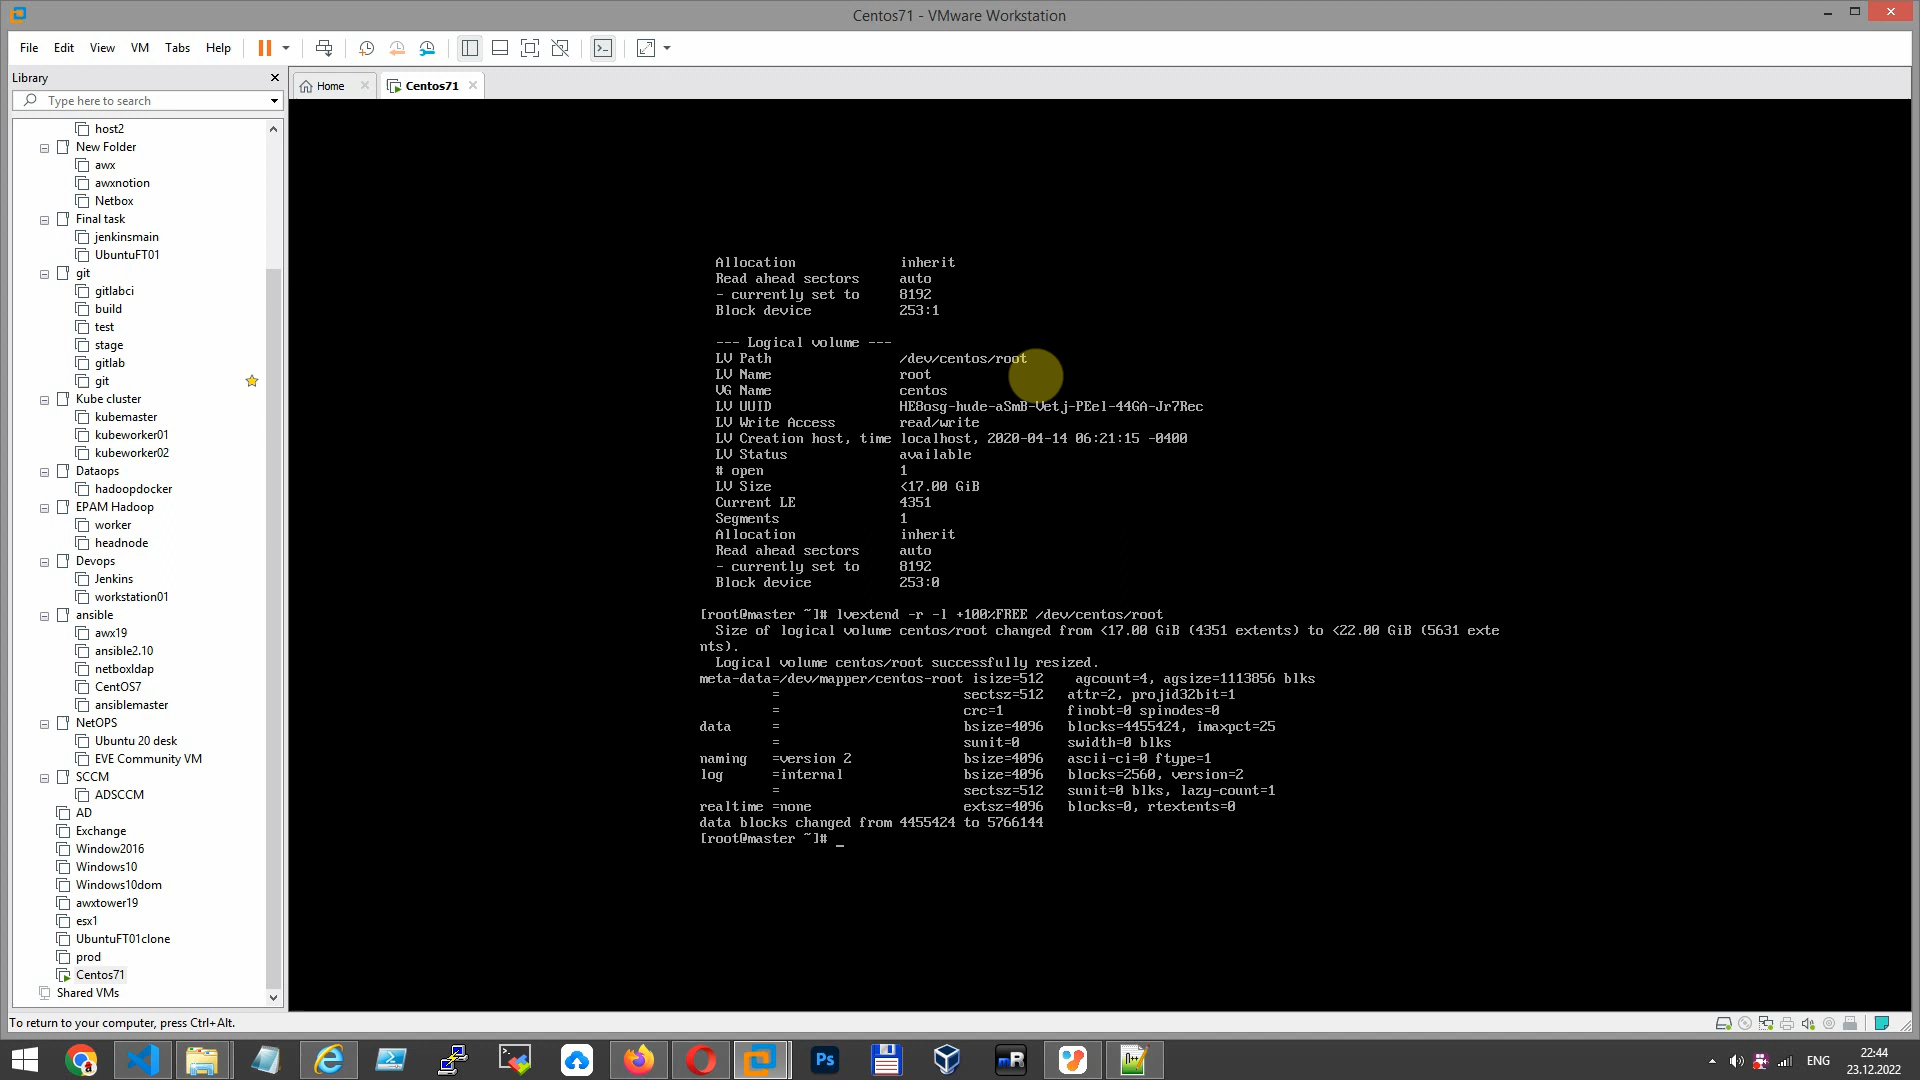 Centos71 - VMware Workstation
File Edit View VM Tabs Help
Library
Type here to search
host2
New Folder
awx
awxnotion
Netbox
Final task
jenkinsmain
UbuntuFT01
git
gitlabci
build
test
stage
gitlab
git
Kube cluster
kubemaster
kubeworker01
kubeworker02
Dataops
hadoopdocker
EPAM Hadoop
worker
headnode
Devops
Jenkins
workstation01
ansible
awx19
ansible2.10
netboxldap
CentOS7
ansiblemaster
NetOPS
Ubuntu 20 desk
EVE Community VM
SCCM
ADSCCM
AD
Exchange
Window2016
Windows10
Windows10dom
awxtower19
esx1
UbuntuFT01clone
prod
Centos71
Shared VMs
Home
Centos71
Allocation inherit
Read ahead sectors auto
- currently set to 8192
Block device 253:1
--- Logical volume ---
LV Path /dev/centos/root
LV Name root
VG Name centos
LV UUID HE8osg-hude-aSmB-Vetj-PEel-44GA-Jr7Rec
LV Write Access read/write
LV Creation host, time localhost, 2020-04-14 06:21:15 -0400
LV Status available
# open 1
LV Size <17.00 GiB
Current LE 4351
Segments 1
Allocation inherit
Read ahead sectors auto
- currently set to 8192
Block device 253:0
[root@master ~]# lvextend -r -l +100%FREE /dev/centos/root
Size of logical volume centos/root changed from <17.00 GiB (4351 extents) to <22.00 GiB (5631 exte
nts).
Logical volume centos/root successfully resized.
meta-data=/dev/mapper/centos-root isize=512 agcount=4, agsize=1113856 blks
= sectsz=512 attr=2, projid32bit=1
= crc=1 finobt=0 spinodes=0
data = bsize=4096 blocks=4455424, imaxpct=25
= sunit=0 swidth=0 blks
naming =version 2 bsize=4096 ascii-ci=0 ftype=1
log =internal bsize=4096 blocks=2560, version=2
= sectsz=512 sunit=0 blks, lazy-count=1
realtime =none extsz=4096 blocks=0, rtextents=0
data blocks changed from 4455424 to 5766144
[root@master ~]# _
To return to your computer, press Ctrl+Alt.
Ps
mR
ENG
22:44
23.12.2022